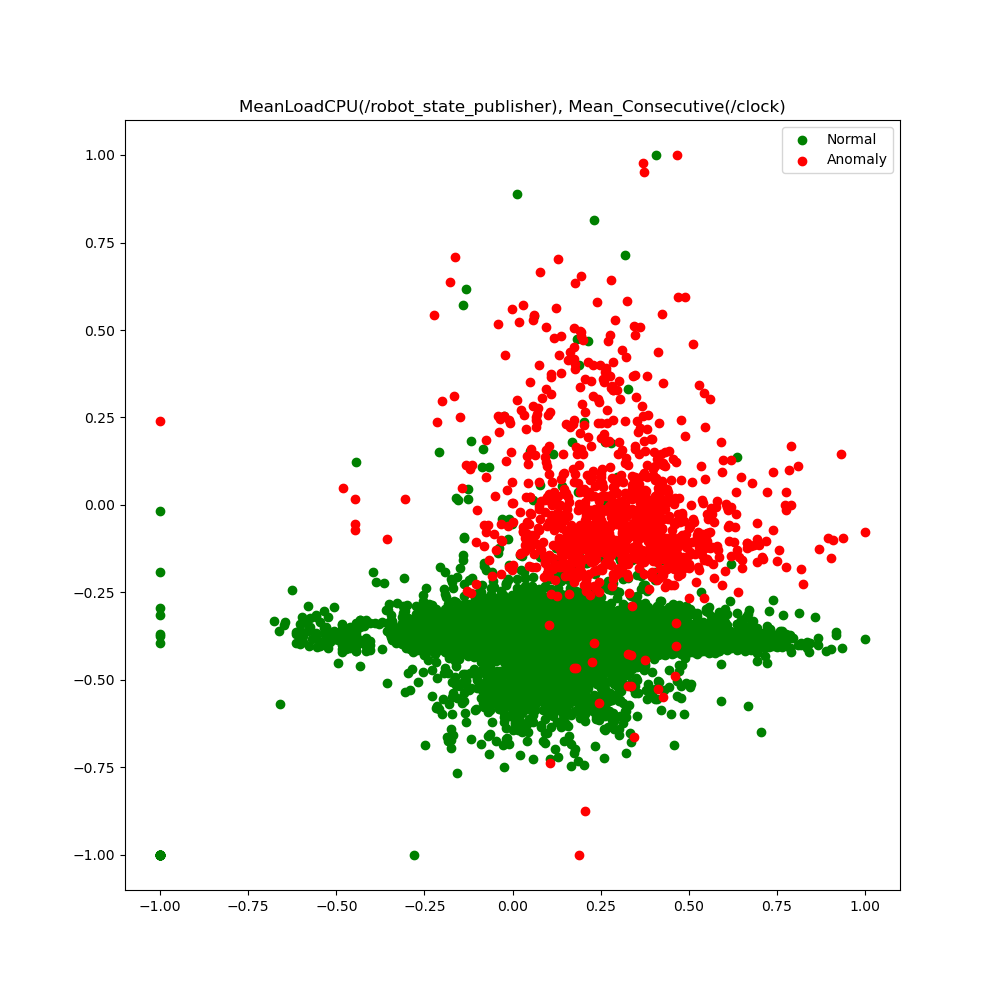 MeanLoadCPU(/robot_state_publisher), Mean_Consecutive(/clock)
Normal
Anomaly
1.00
0.75
0.50
0.25
0.00
−0.25
−0.50
−0.75
−1.00
−1.00 −0.75 −0.50 −0.25 0.00 0.25 0.50 0.75 1.00